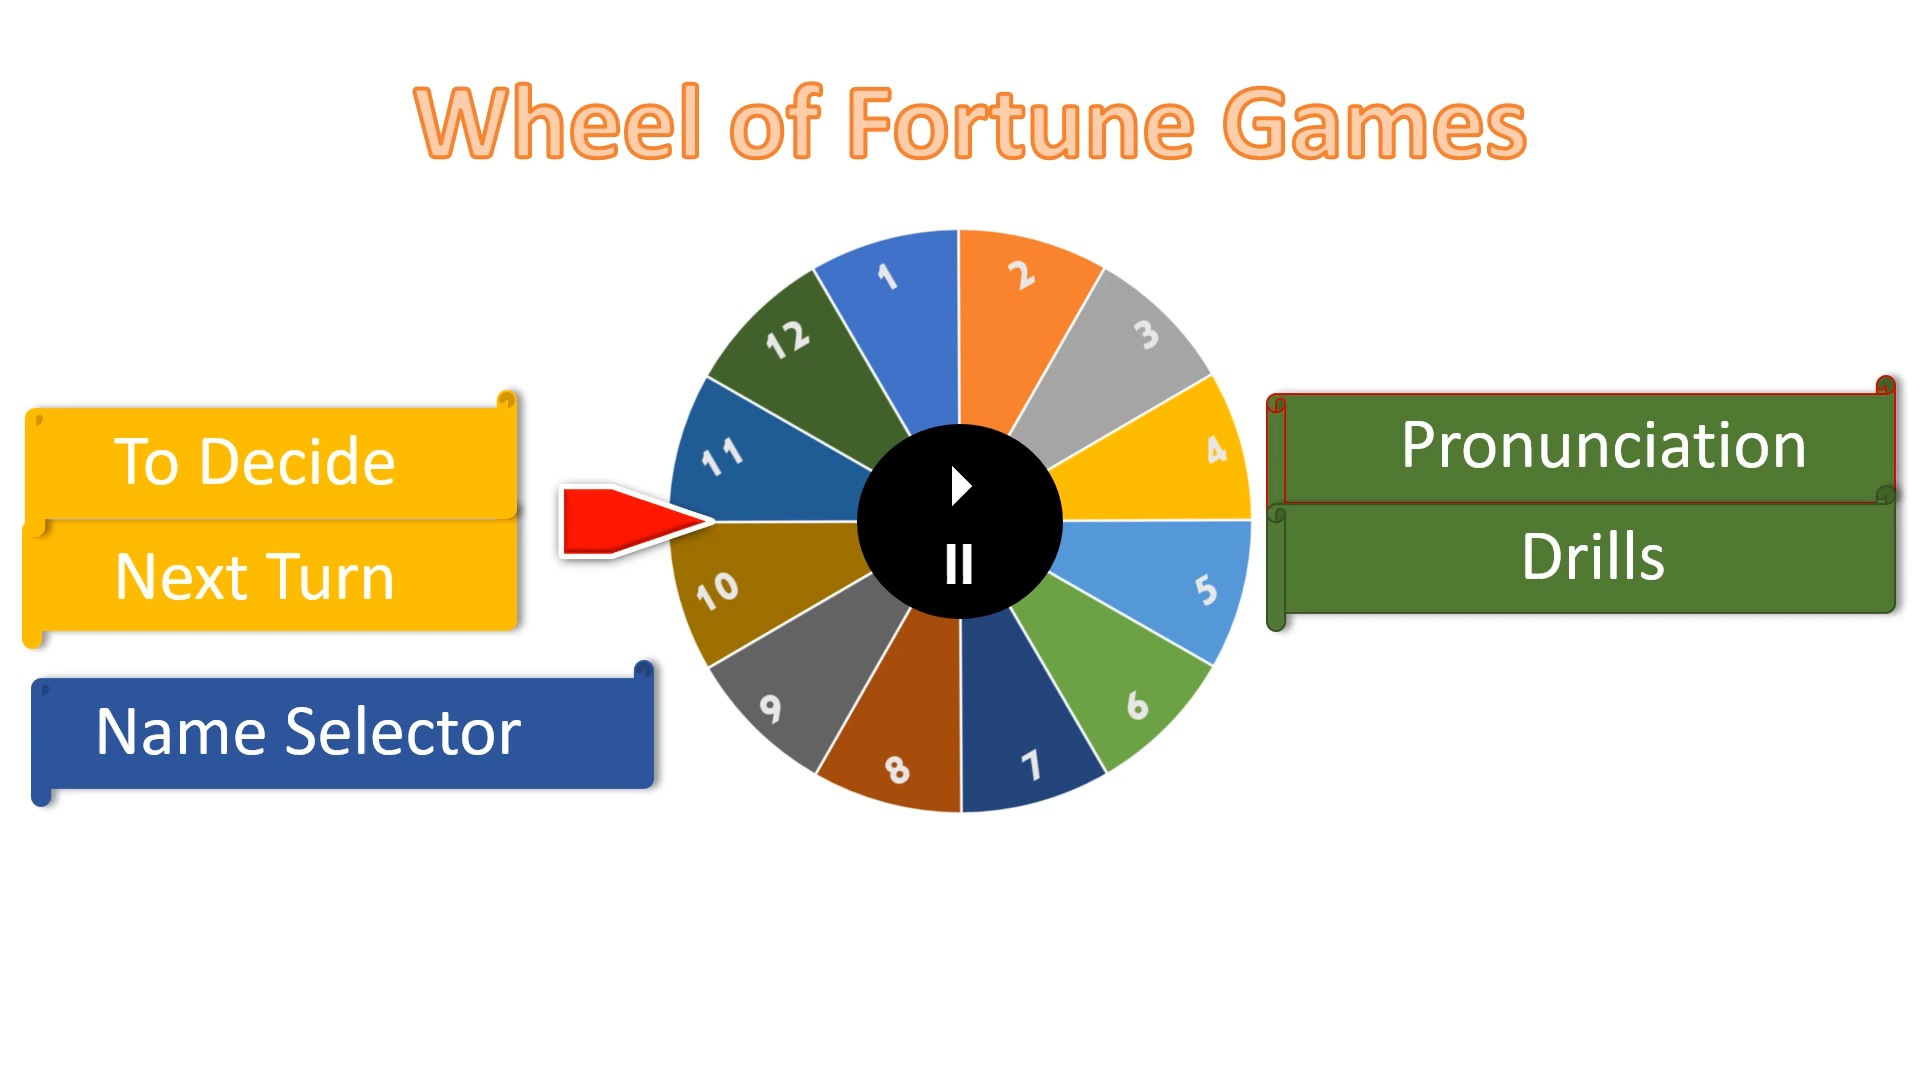 Wheel of Fortune Games
1
2
3
4
5
6
7
8
9
10
11
12
To Decide
Next Turn
Name Selector
Pronunciation
Drills